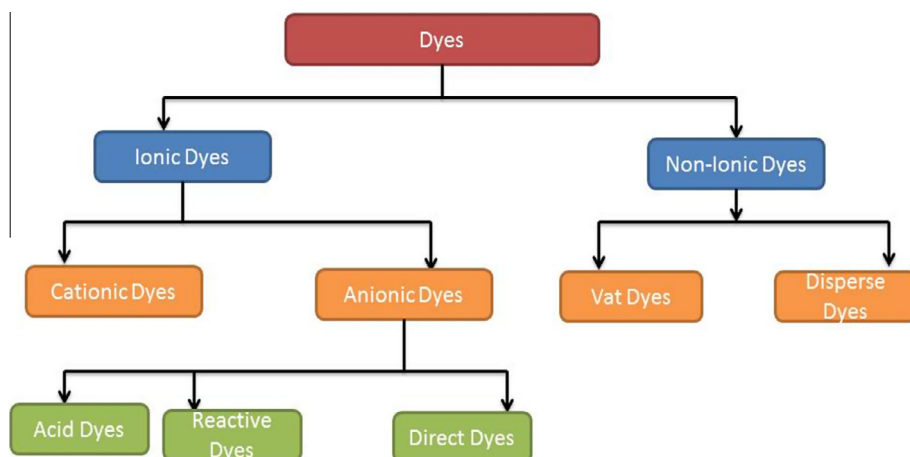 Dyes
Ionic Dyes
Non-Ionic Dyes
Cationic Dyes
Anionic Dyes
Vat Dyes
Disperse
Dyes
Acid Dyes
Reactive
Dyes
Direct Dyes